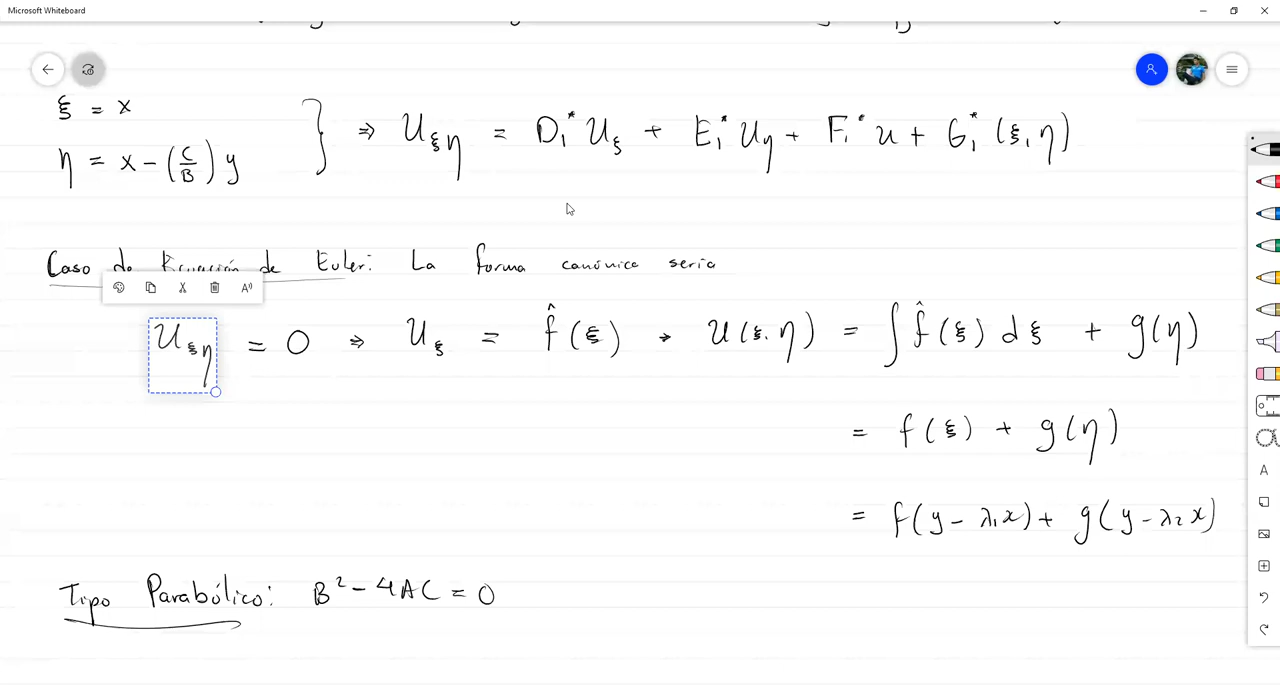 Microsoft Whiteboard
ξ = x
η = x - (C/B) y } ⇒ u_ξη = D₁* u_ξ + E₁* u_η + F₁* u + G₁* (ξ, η)
Caso de Ecuación de Euler: La forma canónica sería
u_ξη = 0 ⇒ u_ξ = f̂(ξ) → u(ξ, η) = ∫ f̂(ξ) dξ + g(η)
= f(ξ) + g(η)
= f(y - λ₁x) + g(y - λ₂x)
Tipo Parabólico: B² - 4AC = 0